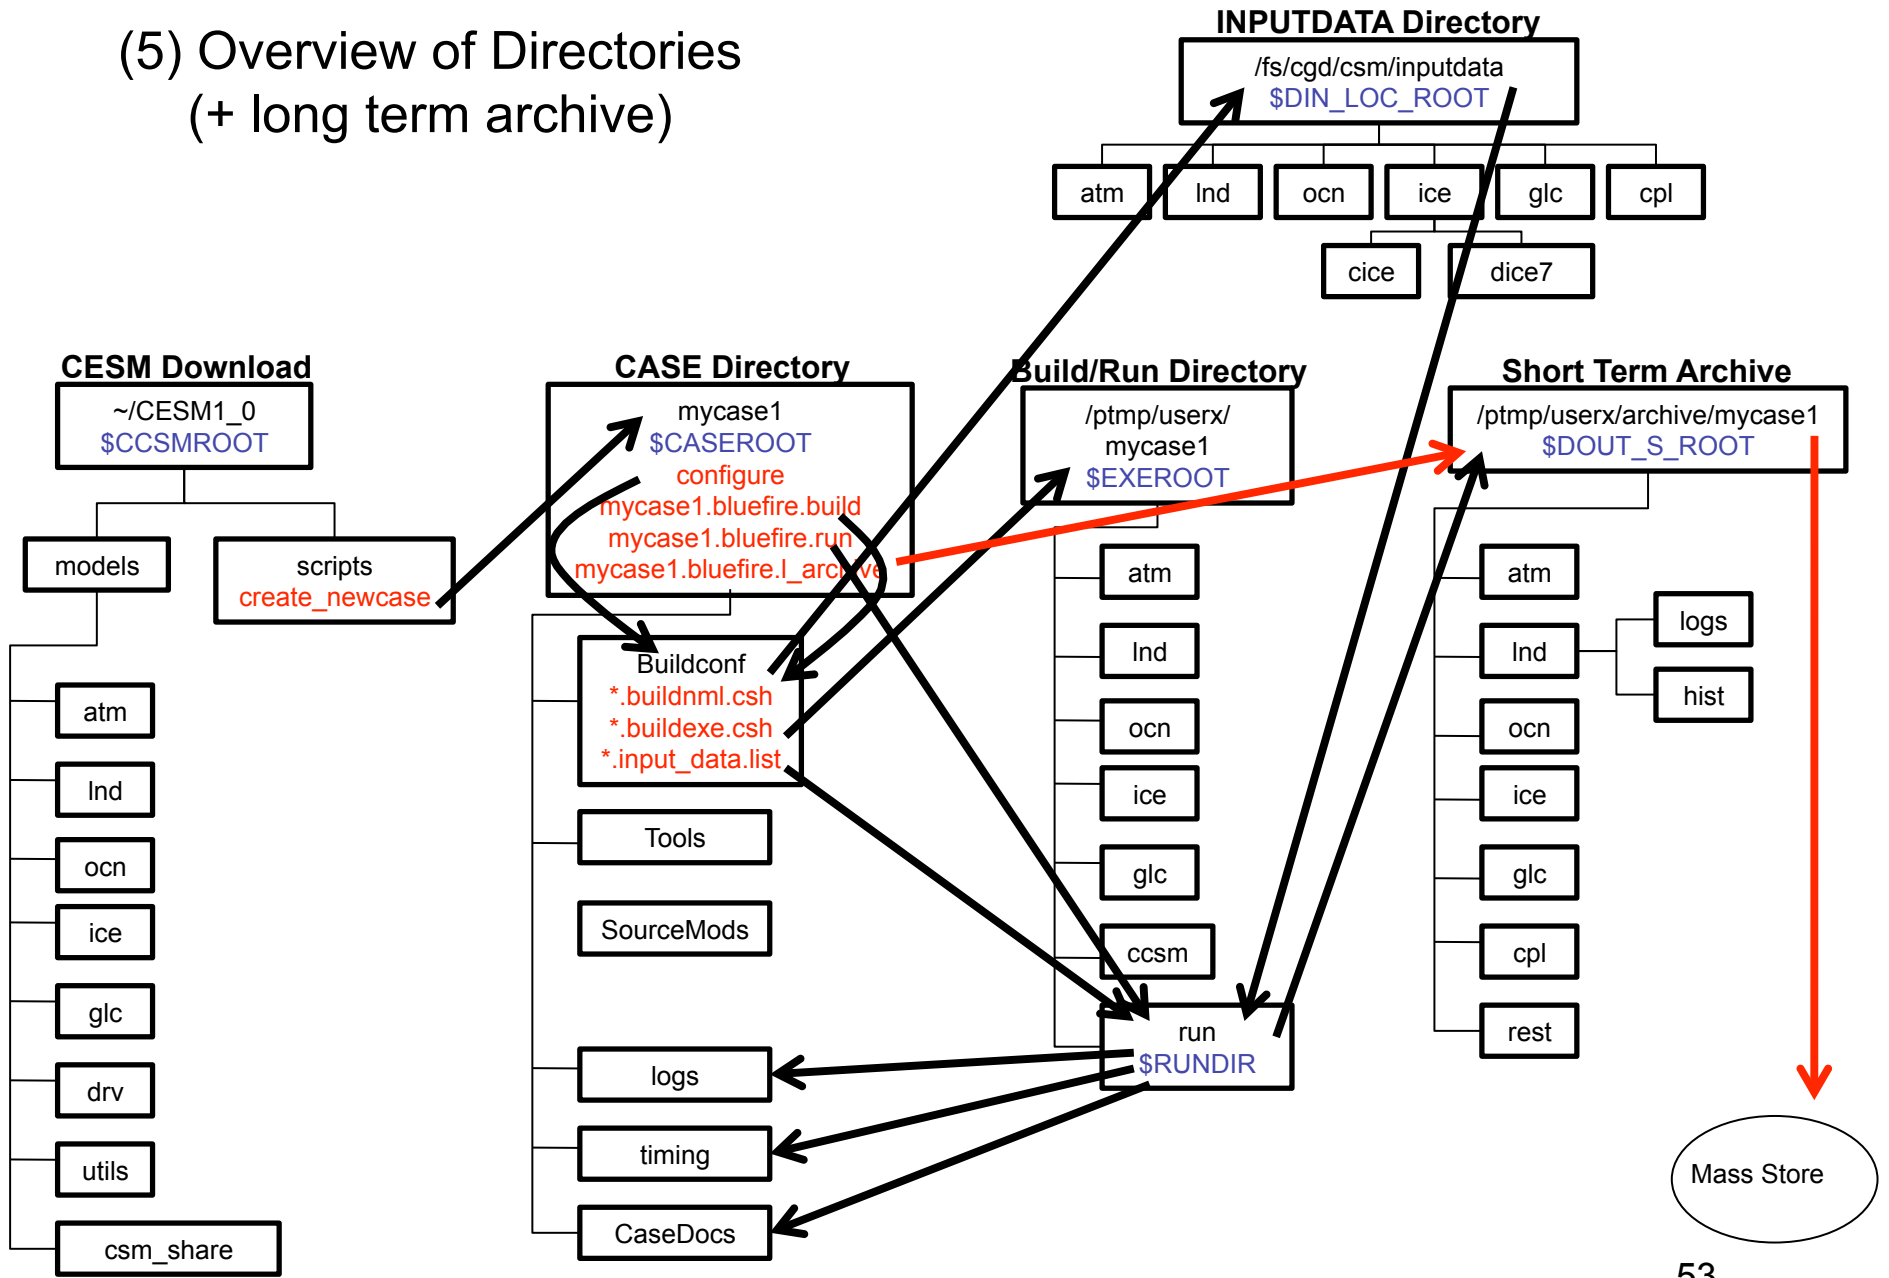 (5) Overview of Directories
(+ long term archive)
INPUTDATA Directory
/fs/cgd/csm/inputdata
$DIN_LOC_ROOT
atm
lnd
ocn
ice
glc
cpl
cice
dice7
CESM Download
~/CESM1_0
$CCSMROOT
models
scripts
create_newcase
atm
lnd
ocn
ice
glc
drv
utils
csm_share
CASE Directory
mycase1
$CASEROOT
configure
mycase1.bluefire.build
mycase1.bluefire.run
mycase1.bluefire.l_archive
Buildconf
*.buildnml.csh
*.buildexe.csh
*.input_data.list
Tools
SourceMods
logs
timing
CaseDocs
Build/Run Directory
/ptmp/userx/
mycase1
$EXEROOT
atm
lnd
ocn
ice
glc
ccsm
run
$RUNDIR
Short Term Archive
/ptmp/userx/archive/mycase1
$DOUT_S_ROOT
atm
lnd
logs
hist
ocn
ice
glc
cpl
rest
Mass Store
53